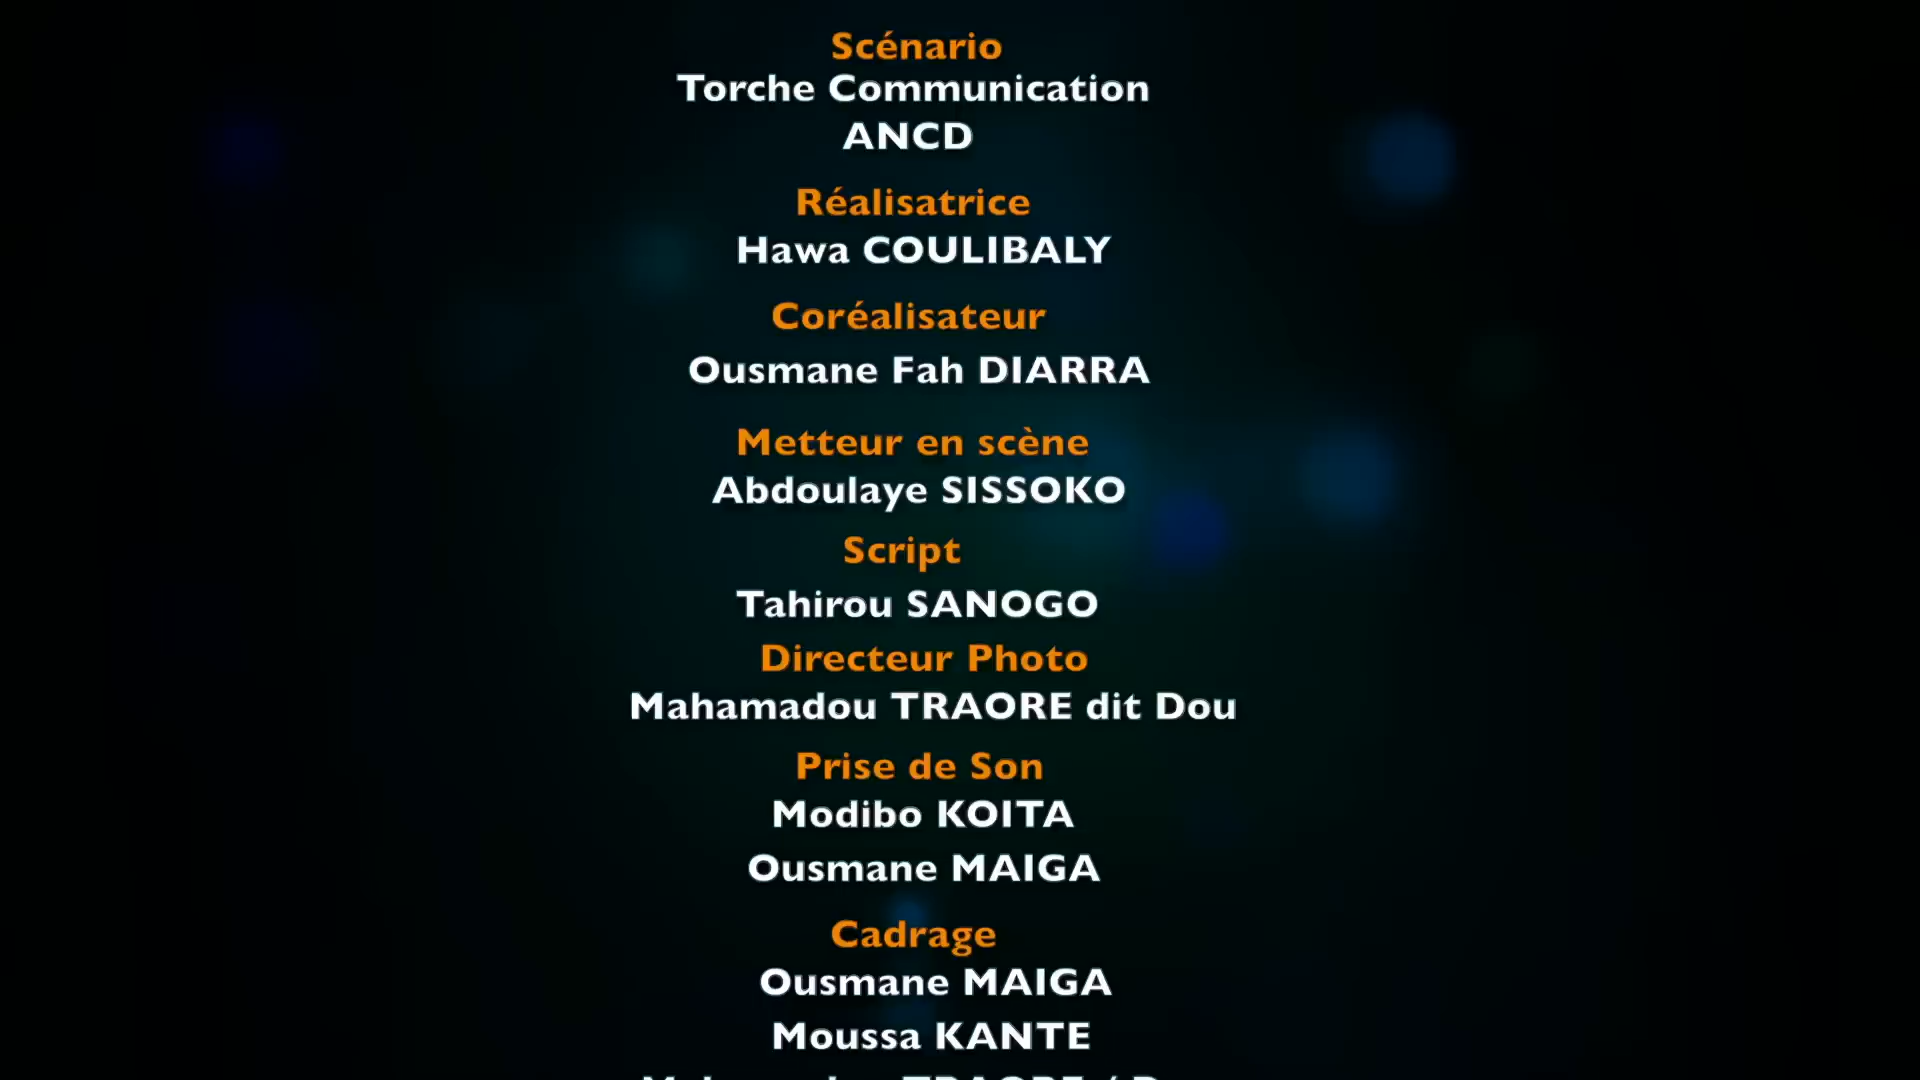 Scénario
Torche Communication
ANCD
Réalisatrice
Hawa COULIBALY
Coréalisateur
Ousmane Fah DIARRA
Metteur en scène
Abdoulaye SISSOKO
Script
Tahirou SANOGO
Directeur Photo
Mahamadou TRAORE dit Dou
Prise de Son
Modibo KOITA
Ousmane MAIGA
Cadrage
Ousmane MAIGA
Moussa KANTE